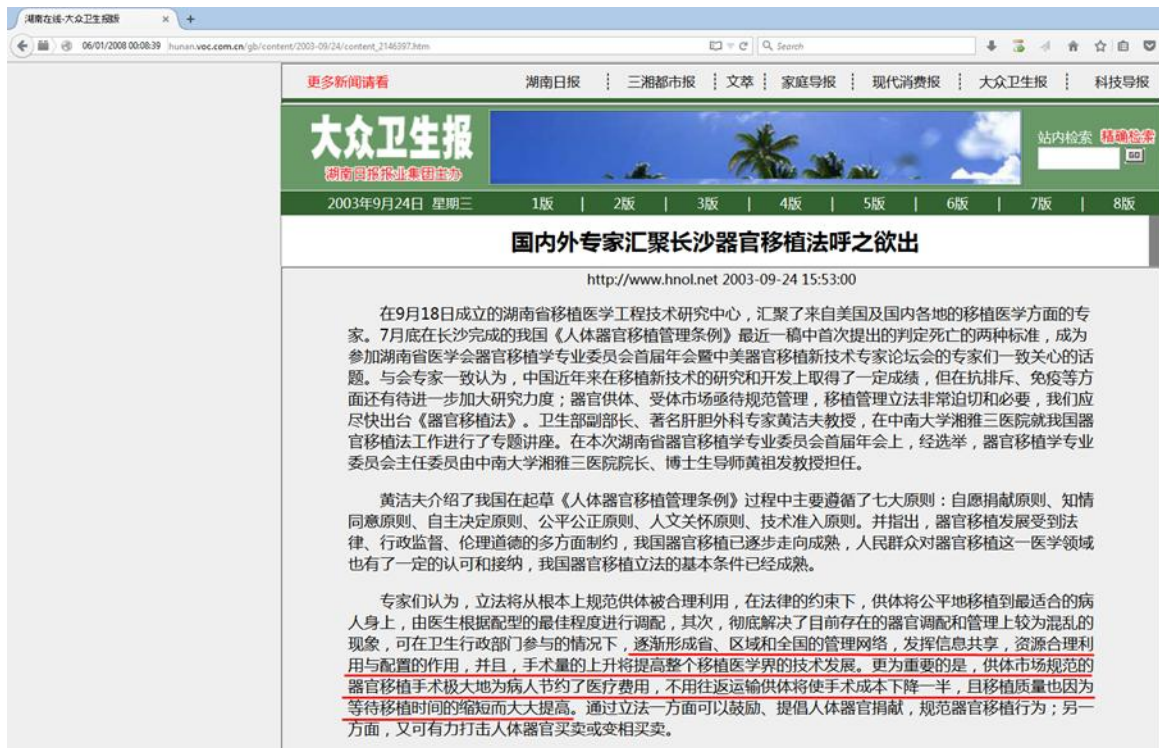 湖南在线-大众卫生报版 × +
06/01/2008 00:08:39 hunan.voc.com.cn/gb/content/2003-09/24/content_2146397.htm Search
更多新闻请看 湖南日报 三湘都市报 文萃 家庭导报 现代消费报 大众卫生报 科技导报
大众卫生报
湖南日报报业集团主办
站内检索 精确检索
GO
2003年9月24日 星期三 1版 | 2版 | 3版 | 4版 | 5版 | 6版 | 7版 | 8版
国内外专家汇聚长沙器官移植法呼之欲出
http://www.hnol.net 2003-09-24 15:53:00
在9月18日成立的湖南省移植医学工程技术研究中心，汇聚了来自美国及国内各地的移植医学方面的专
家。7月底在长沙完成的我国《人体器官移植管理条例》最近一稿中首次提出的判定死亡的两种标准，成为
参加湖南省医学会器官移植学专业委员会首届年会暨中美器官移植新技术专家论坛会的专家们一致关心的话
题。与会专家一致认为，中国近年来在移植新技术的研究和开发上取得了一定成绩，但在抗排斥、免疫等方
面还有待进一步加大研究力度；器官供体、受体市场亟待规范管理，移植管理立法非常迫切和必要，我们应
尽快出台《器官移植法》。卫生部副部长、著名肝胆外科专家黄洁夫教授，在中南大学湘雅三医院就我国器
官移植法工作进行了专题讲座。在本次湖南省器官移植学专业委员会首届年会上，经选举，器官移植学专业
委员会主任委员由中南大学湘雅三医院院长、博士生导师黄祖发教授担任。
黄洁夫介绍了我国在起草《人体器官移植管理条例》过程中主要遵循了七大原则：自愿捐献原则、知情
同意原则、自主决定原则、公平公正原则、人文关怀原则、技术准入原则。并指出，器官移植发展受到法
律、行政监督、伦理道德的多方面制约，我国器官移植已逐步走向成熟，人民群众对器官移植这一医学领域
也有了一定的认可和接纳，我国器官移植立法的基本条件已经成熟。
专家们认为，立法将从根本上规范供体被合理利用，在法律的约束下，供体将公平地移植到最适合的病
人身上，由医生根据配型的最佳程度进行调配，其次，彻底解决了目前存在的器官调配和管理上较为混乱的
现象，可在卫生行政部门参与的情况下，逐渐形成省、区域和全国的管理网络，发挥信息共享，资源合理利
用与配置的作用，并且，手术量的上升将提高整个移植医学界的技术发展。更为重要的是，供体市场规范的
器官移植手术极大地为病人节约了医疗费用，不用往返运输供体将使手术成本下降一半，且移植质量也因为
等待移植时间的缩短而大大提高。通过立法一方面可以鼓励、提倡人体器官捐献，规范器官移植行为；另一
方面，又可有力打击人体器官买卖或变相买卖。